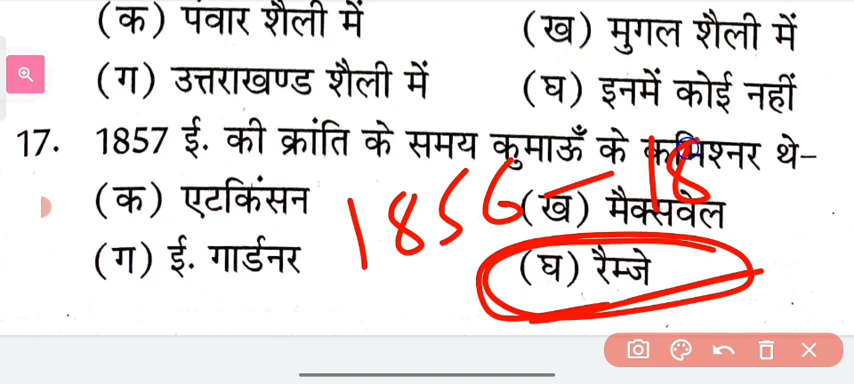 (क) पंवार शैली में (ख) मुगल शैली में
(ग) उत्तराखण्ड शैली में (घ) इनमें कोई नहीं
17. 1857 ई. की क्रांति के समय कुमाऊँ के कमिश्नर थे–
(क) एटकिंसन (ख) मैक्सवेल
1856 – 18
(ग) ई. गार्डनर (घ) रैम्जे